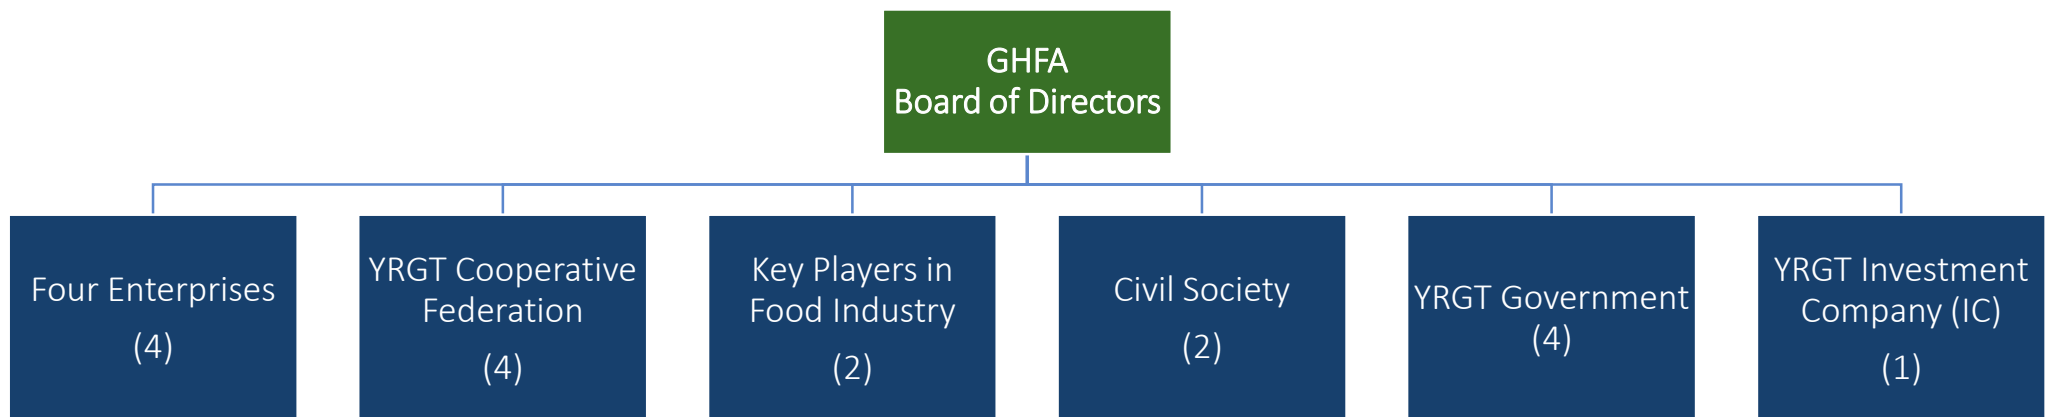 GHFA
Board of Directors
Four Enterprises
(4)
YRGT Cooperative
Federation
(4)
Key Players in
Food Industry
(2)
Civil Society
(2)
YRGT Government
(4)
YRGT Investment
Company (IC)
(1)